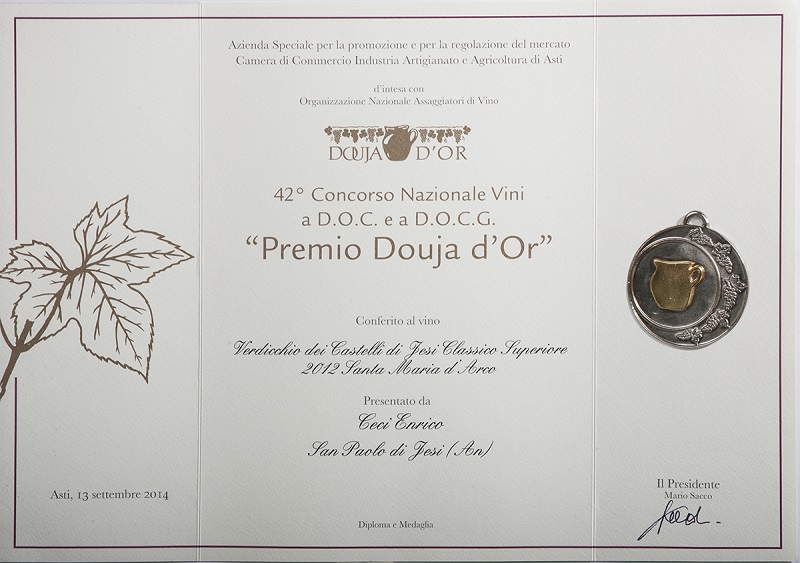 Azienda Speciale per la promozione e per la regolazione del mercato
Camera di Commercio Industria Artigianato e Agricoltura di Asti
d'intesa con
Organizzazione Nazionale Assaggiatori di Vino
DOUJA D'OR
42° Concorso Nazionale Vini
a D.O.C. e a D.O.C.G.
"Premio Douja d'Or"
Conferito al vino
Verdicchio dei Castelli di Jesi Classico Superiore
2012 Santa Maria d'Arco
Presentato da
Ceci Enrico
San Paolo di Jesi (An)
Asti, 13 settembre 2014
Il Presidente
Mario Sacco
Diploma e Medaglia